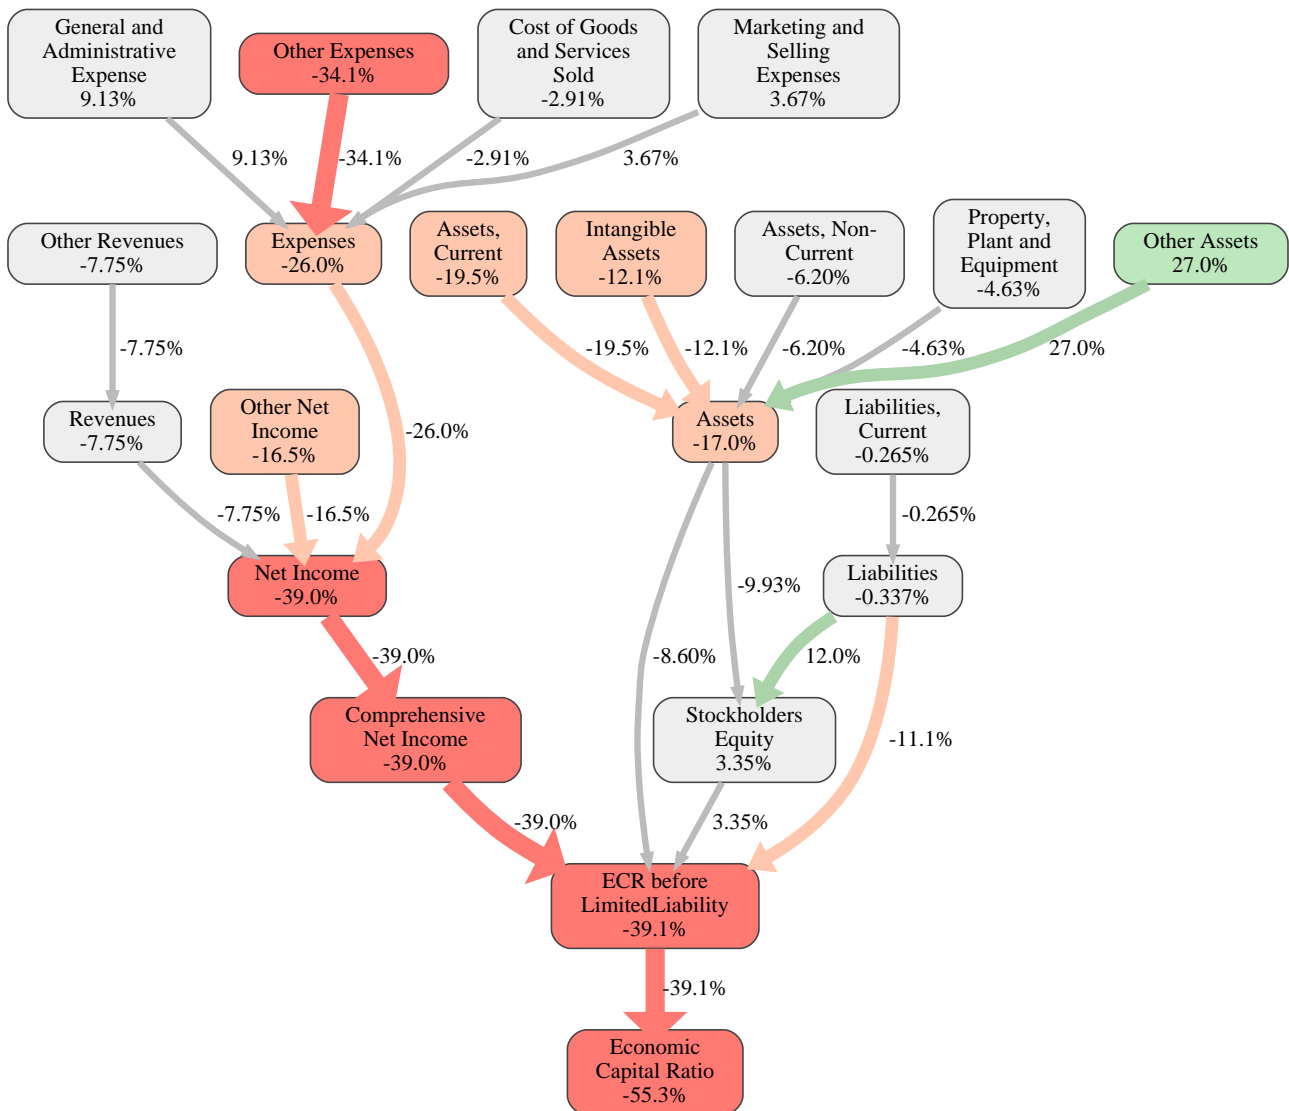 General and
Administrative
Expense
9.13%
Other Expenses
-34.1%
Cost of Goods
and Services
Sold
-2.91%
Marketing and
Selling
Expenses
3.67%
9.13%
-34.1%
-2.91%
3.67%
Other Revenues
-7.75%
Expenses
-26.0%
Assets,
Current
-19.5%
Intangible
Assets
-12.1%
Assets, Non-
Current
-6.20%
Property,
Plant and
Equipment
-4.63%
Other Assets
27.0%
-7.75%
-19.5%
-12.1%
-6.20%
-4.63%
27.0%
Revenues
-7.75%
Other Net
Income
-16.5%
-26.0%
Assets
-17.0%
Liabilities,
Current
-0.265%
-7.75%
-16.5%
-0.265%
Net Income
-39.0%
-9.93%
Liabilities
-0.337%
-39.0%
-8.60%
12.0%
Comprehensive
Net Income
-39.0%
Stockholders
Equity
3.35%
-11.1%
-39.0%
3.35%
ECR before
LimitedLiability
-39.1%
-39.1%
Economic
Capital Ratio
-55.3%